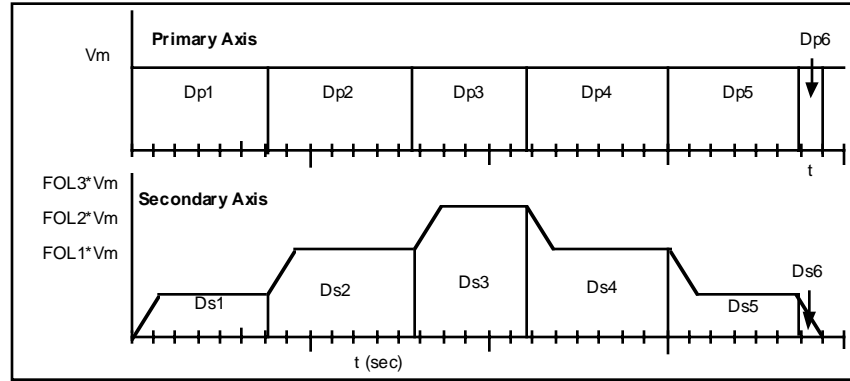 Primary Axis
Dp6
Vm
Dp1
Dp2
Dp3
Dp4
Dp5
t
FOL3*Vm
Secondary Axis
FOL2*Vm
FOL1*Vm
Ds6
Ds1
Ds2
Ds3
Ds4
Ds5
t (sec)